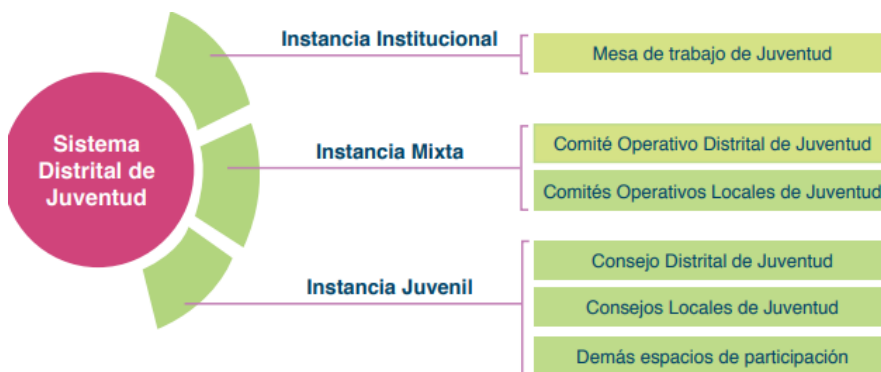 Sistema
Distrital de
Juventud
Instancia Institucional
Mesa de trabajo de Juventud
Instancia Mixta
Comité Operativo Distrital de Juventud
Comités Operativos Locales de Juventud
Instancia Juvenil
Consejo Distrital de Juventud
Consejos Locales de Juventud
Demás espacios de participación